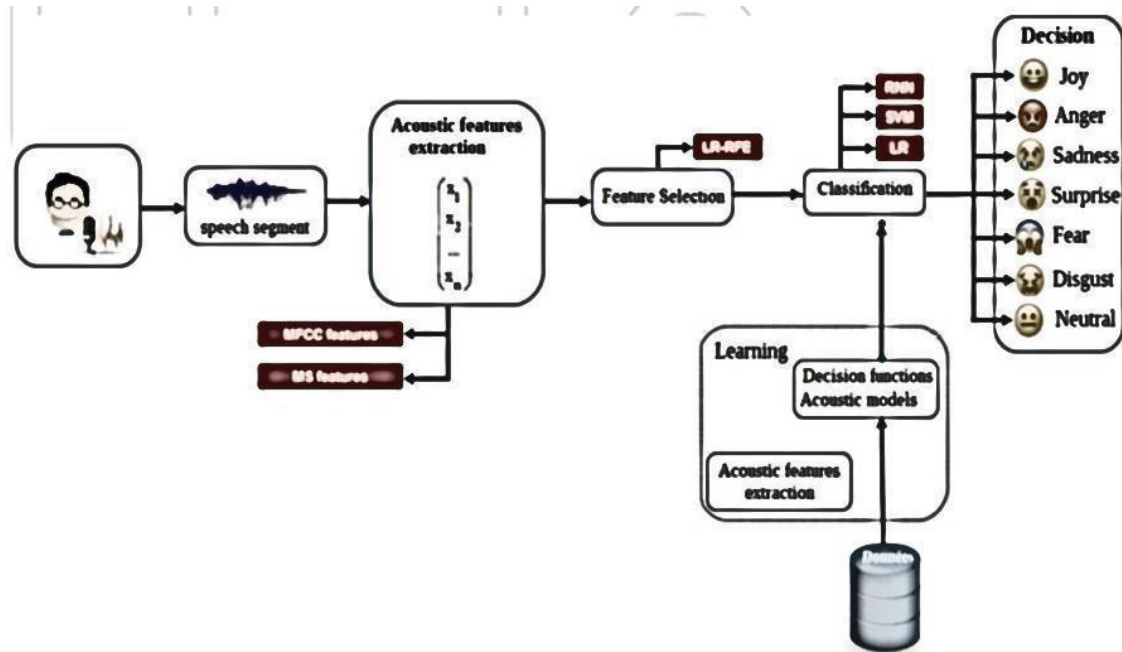 Decision
Joy
Anger
Sadness
Surprise
Fear
Disgust
Neutral
RNN
SVM
LR
Classification
LR-RFE
Feature Selection
Acoustic features
extraction
x1
x2
...
xn
speech segment
MFCC features
MS features
Learning
Decision functions
Acoustic models
Acoustic features
extraction
Données